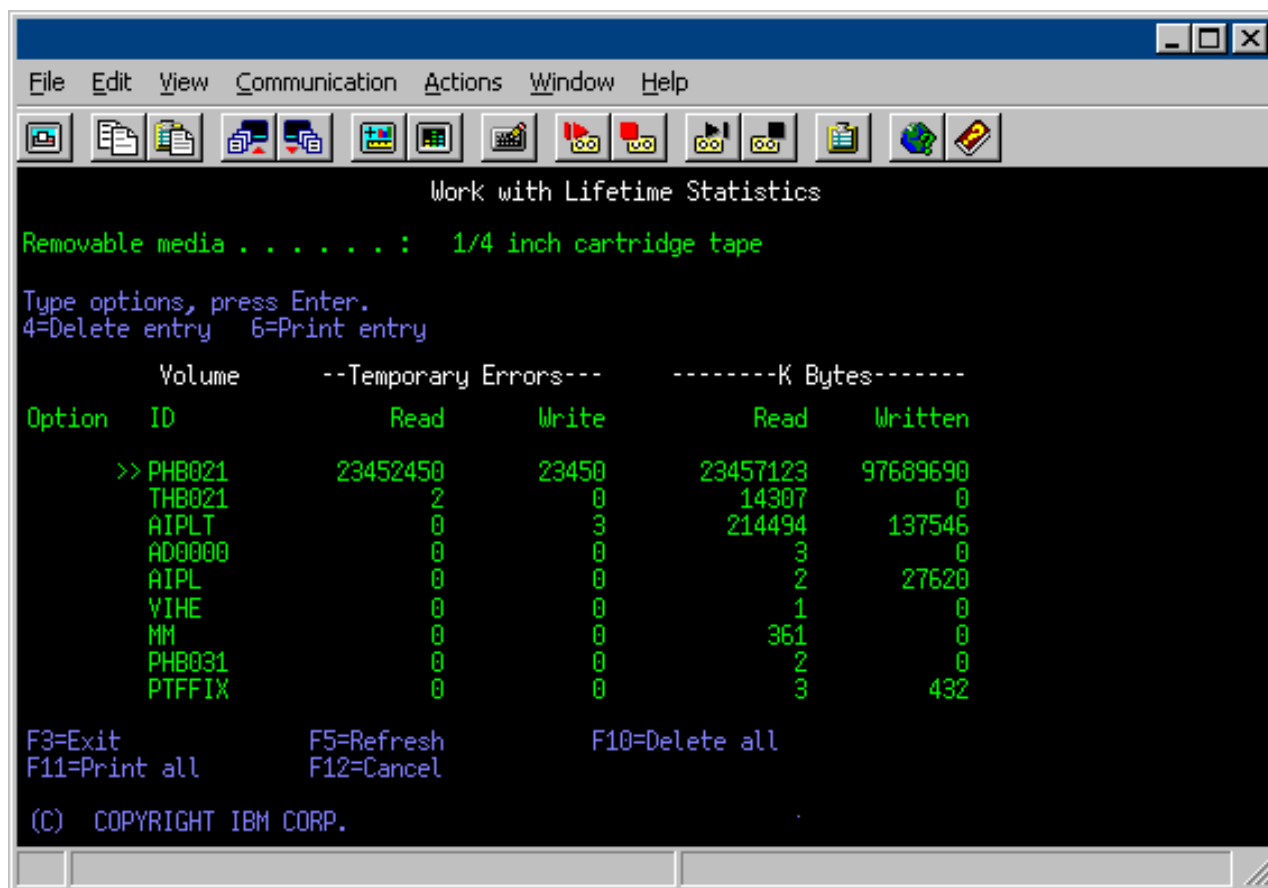 File Edit View Communication Actions Window Help
Work with Lifetime Statistics
Removable media . . . . . . : 1/4 inch cartridge tape
Type options, press Enter.
4=Delete entry 6=Print entry
Volume --Temporary Errors--- --------K Bytes-------
Option ID Read Write Read Written
>> PHB021 23452450 23450 23457123 97689690
THB021 2 0 14307 0
AIPLT 0 3 214494 137546
AD0000 0 0 3 0
AIPL 0 0 2 27620
VIHE 0 0 1 0
MM 0 0 361 0
PHB031 0 0 2 0
PTFFIX 0 0 3 432
F3=Exit F5=Refresh F10=Delete all
F11=Print all F12=Cancel
(C) COPYRIGHT IBM CORP.